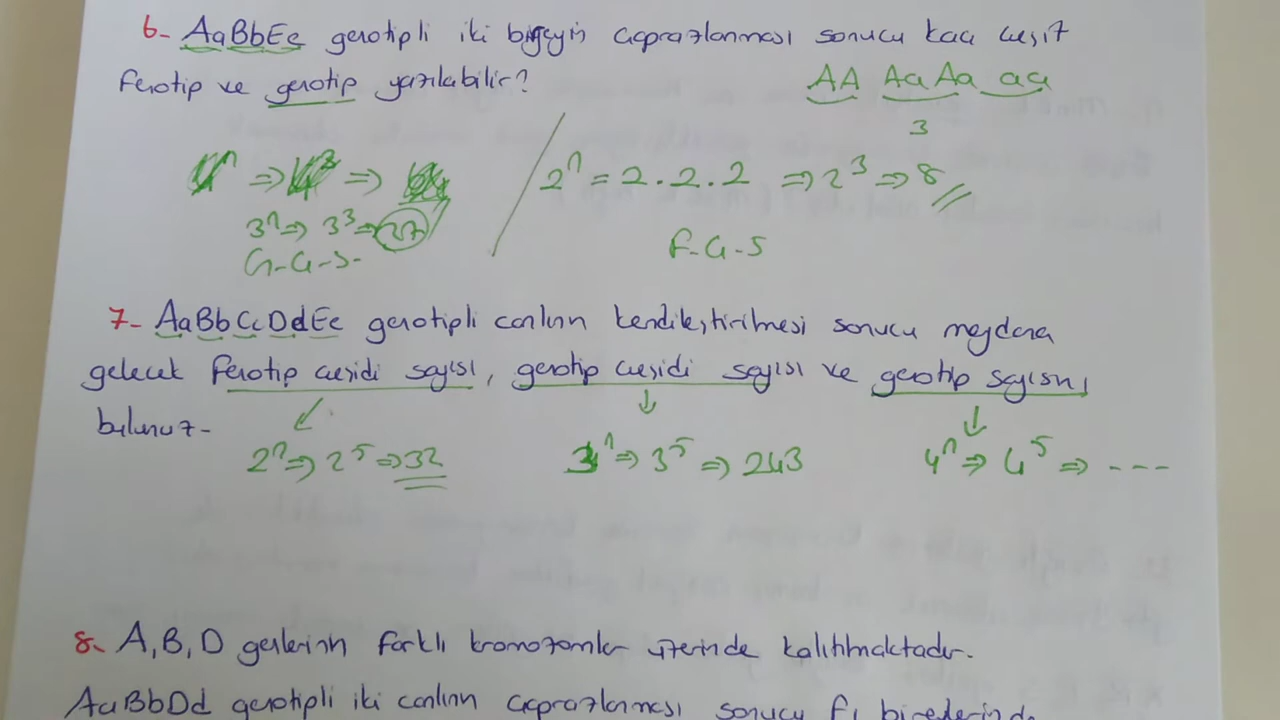 6- AaBbEe genotipli iki bireyin çaprazlanması sonucu kaç çeşit
fenotip ve genotip yazılabilir?
AA Aa Aa aa
3
2ⁿ = 2.2.2 ⇒ 2³ ⇒ 8
3ⁿ ⇒ 3³ ⇒ 27
G-Ç-S-
F-Ç-S
7- AaBbCcDdEe genotipli canlının kendileştirilmesi sonucu meydana
gelecek fenotip çeşidi sayısı, genotip çeşidi sayısı ve genotip sayısını
bulunuz-
2ⁿ ⇒ 2⁵ ⇒ 32
3ⁿ ⇒ 3⁵ ⇒ 243
4ⁿ ⇒ 4⁵ ⇒ ---
8- A, B, D genlerinin farklı kromozomlar üzerinde kalıtılmaktadır.
AaBbDd genotipli iki canlının çaprazlanması sonucu F₁ bireylerinde